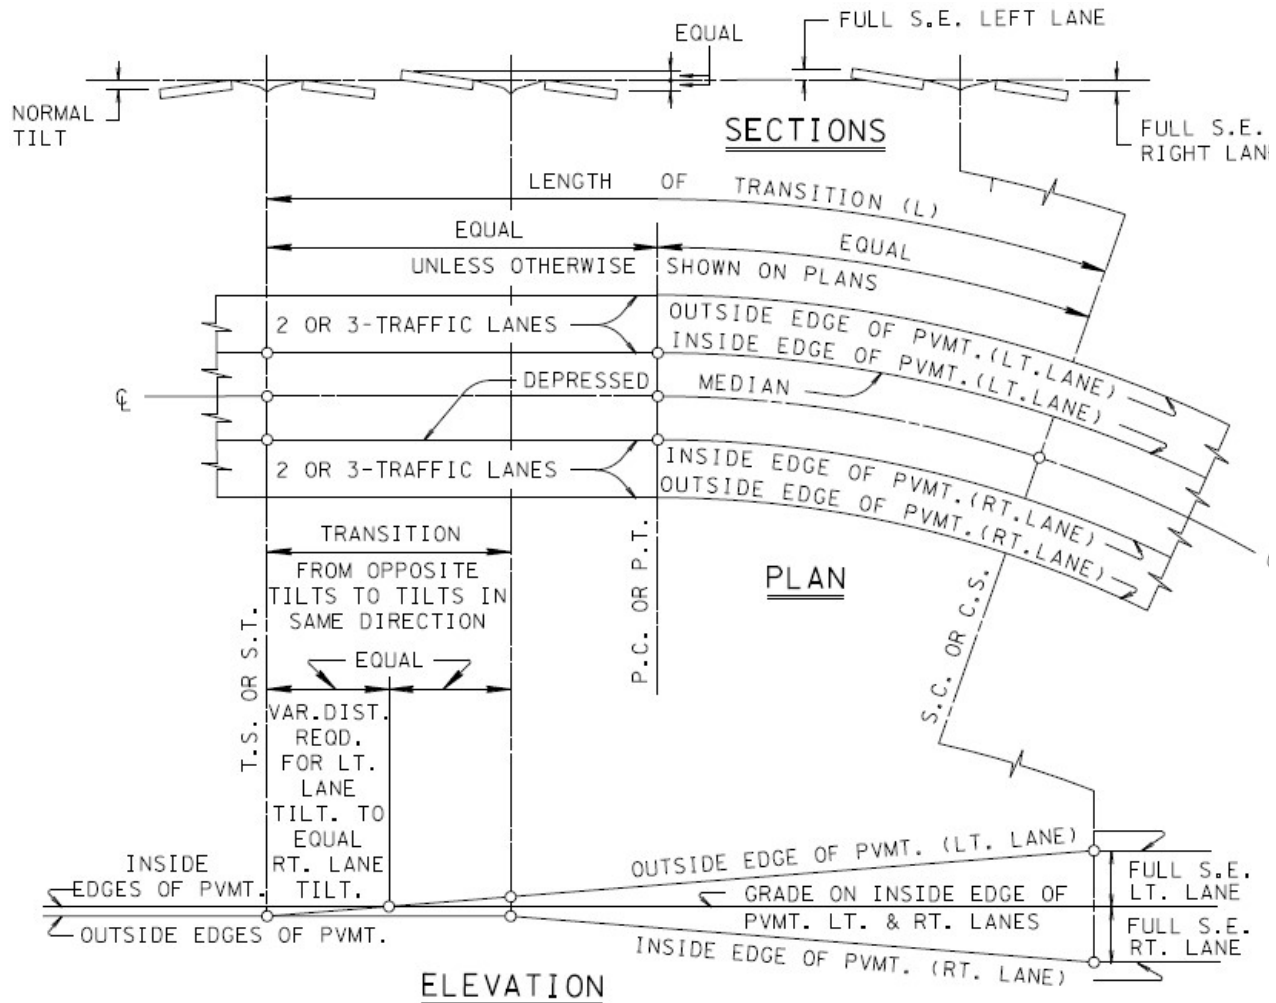 FULL S.E. LEFT LANE
EQUAL
NORMAL
TILT
SECTIONS
FULL S.E.
RIGHT LANE
LENGTH OF TRANSITION (L)
EQUAL
EQUAL
UNLESS OTHERWISE SHOWN ON PLANS
2 OR 3-TRAFFIC LANES
OUTSIDE EDGE OF PVMT.(LT.LANE)
INSIDE EDGE OF PVMT.(LT.LANE)
DEPRESSED MEDIAN
℄
2 OR 3-TRAFFIC LANES
INSIDE EDGE OF PVMT.(RT.LANE)
OUTSIDE EDGE OF PVMT.(RT.LANE)
TRANSITION
FROM OPPOSITE
TILTS TO TILTS IN
SAME DIRECTION
PLAN
T.S. OR S.T.
P.C. OR P.T.
S.C. OR C.S.
EQUAL
VAR.DIST.
REQD.
FOR LT.
LANE
TILT. TO
EQUAL
RT. LANE
TILT.
INSIDE
EDGES OF PVMT.
OUTSIDE EDGES OF PVMT.
OUTSIDE EDGE OF PVMT. (LT. LANE)
GRADE ON INSIDE EDGE OF
PVMT. LT. & RT. LANES
INSIDE EDGE OF PVMT. (RT. LANE)
FULL S.E.
LT. LANE
FULL S.E.
RT. LANE
ELEVATION